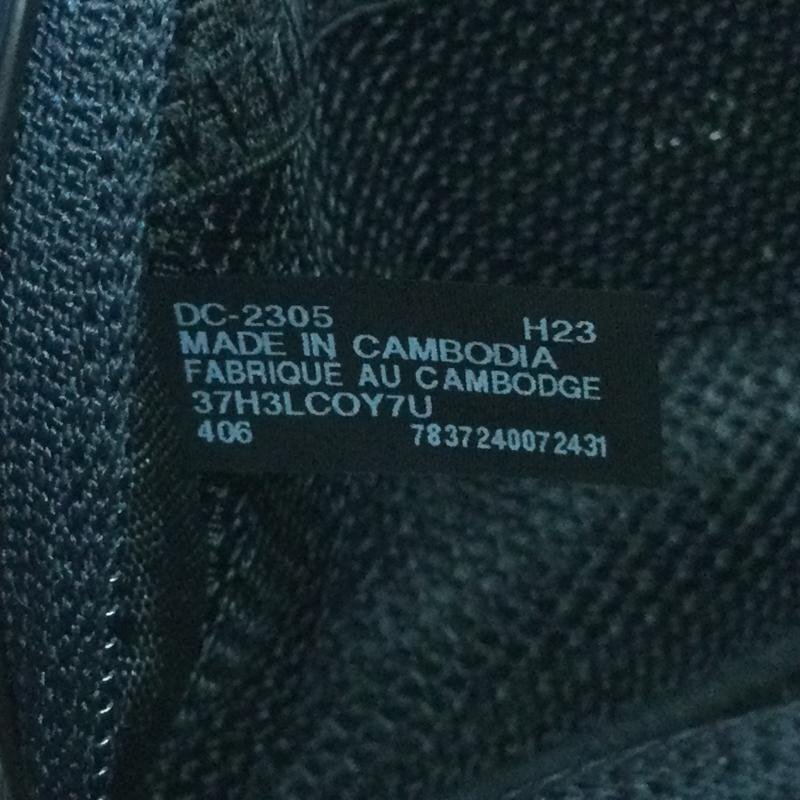 DC-2305 H23
MADE IN CAMBODIA
FABRIQUE AU CAMBODGE
37H3LCOY7U
406 7837240072431